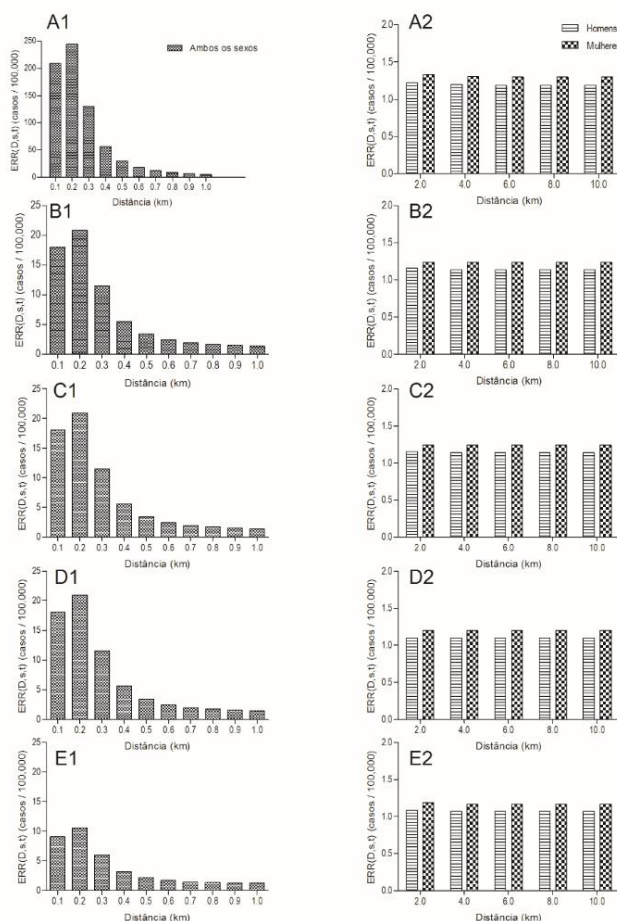 A1
Ambos os sexos
ERR(D,s,t) (casos / 100,000)
250
200
150
100
50
0
0.1 0.2 0.3 0.4 0.5 0.6 0.7 0.8 0.9 1.0
Distância (km)
A2
Homens
Mulhere
ERR(D,s,t) (casos / 100,000)
2.0
1.5
1.0
0.5
0.0
2.0 4.0 6.0 8.0 10.0
Distância (km)
B1
ERR(D,s,t) (casos / 100,000)
25
20
15
10
5
0
0.1 0.2 0.3 0.4 0.5 0.6 0.7 0.8 0.9 1.0
Distância (km)
B2
ERR(D,s,t) (casos / 100,000)
2.0
1.5
1.0
0.5
0.0
2.0 4.0 6.0 8.0 10.0
Distância (km)
C1
ERR(D,s,t) (casos / 100,000)
25
20
15
10
5
0
0.1 0.2 0.3 0.4 0.5 0.6 0.7 0.8 0.9 1.0
Distância (km)
C2
ERR(D,s,t) (casos / 100,000)
2.0
1.5
1.0
0.5
0.0
2.0 4.0 6.0 8.0 10.0
Distância (km)
D1
ERR(D,s,t) (casos / 100,000)
25
20
15
10
5
0
0.1 0.2 0.3 0.4 0.5 0.6 0.7 0.8 0.9 1.0
Distância (km)
D2
ERR(D,s,t) (casos / 100,000)
2.0
1.5
1.0
0.5
0.0
2.0 4.0 6.0 8.0 10.0
Distância (km)
E1
ERR(D,s,t) (casos / 100,000)
25
20
15
10
5
0
0.1 0.2 0.3 0.4 0.5 0.6 0.7 0.8 0.9 1.0
Distância (km)
E2
ERR(D,s,t) (casos / 100,000)
2.0
1.5
1.0
0.5
0.0
2.0 4.0 6.0 8.0 10.0
Distância (km)